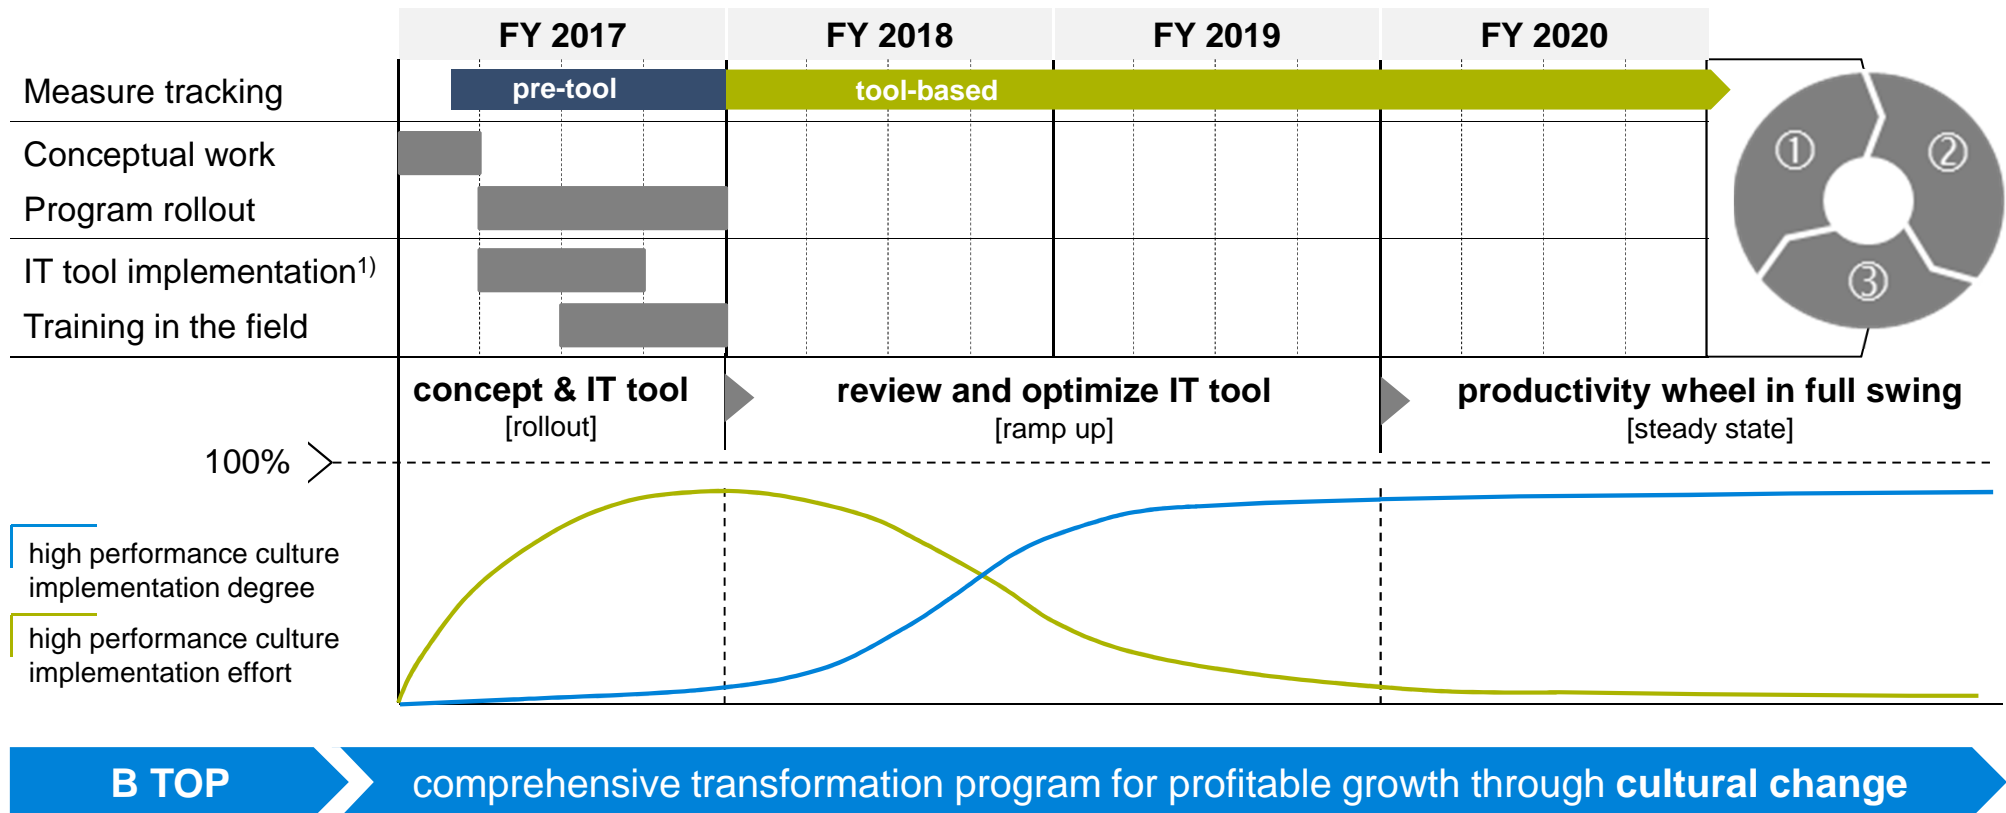 FY 2017 FY 2018 FY 2019 FY 2020
Measure tracking pre-tool tool-based
Conceptual work
Program rollout
IT tool implementation1)
Training in the field
① ②
③
concept & IT tool review and optimize IT tool productivity wheel in full swing
[rollout] [ramp up] [steady state]
100%
high performance culture
implementation degree
high performance culture
implementation effort
B TOP comprehensive transformation program for profitable growth through cultural change